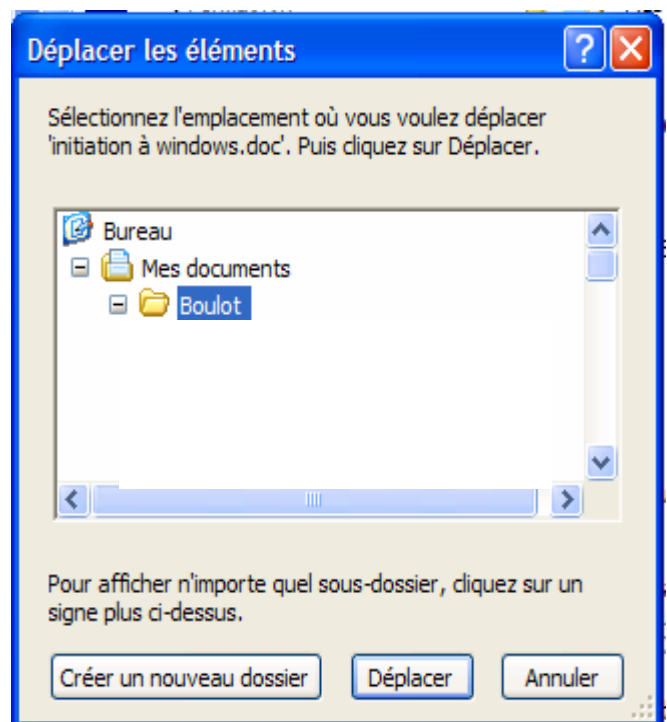 Déplacer les éléments
Sélectionnez l'emplacement où vous voulez déplacer
'initiation à windows.doc'. Puis cliquez sur Déplacer.
Bureau
Mes documents
Boulot
Pour afficher n'importe quel sous-dossier, cliquez sur un
signe plus ci-dessus.
Créer un nouveau dossier
Déplacer
Annuler